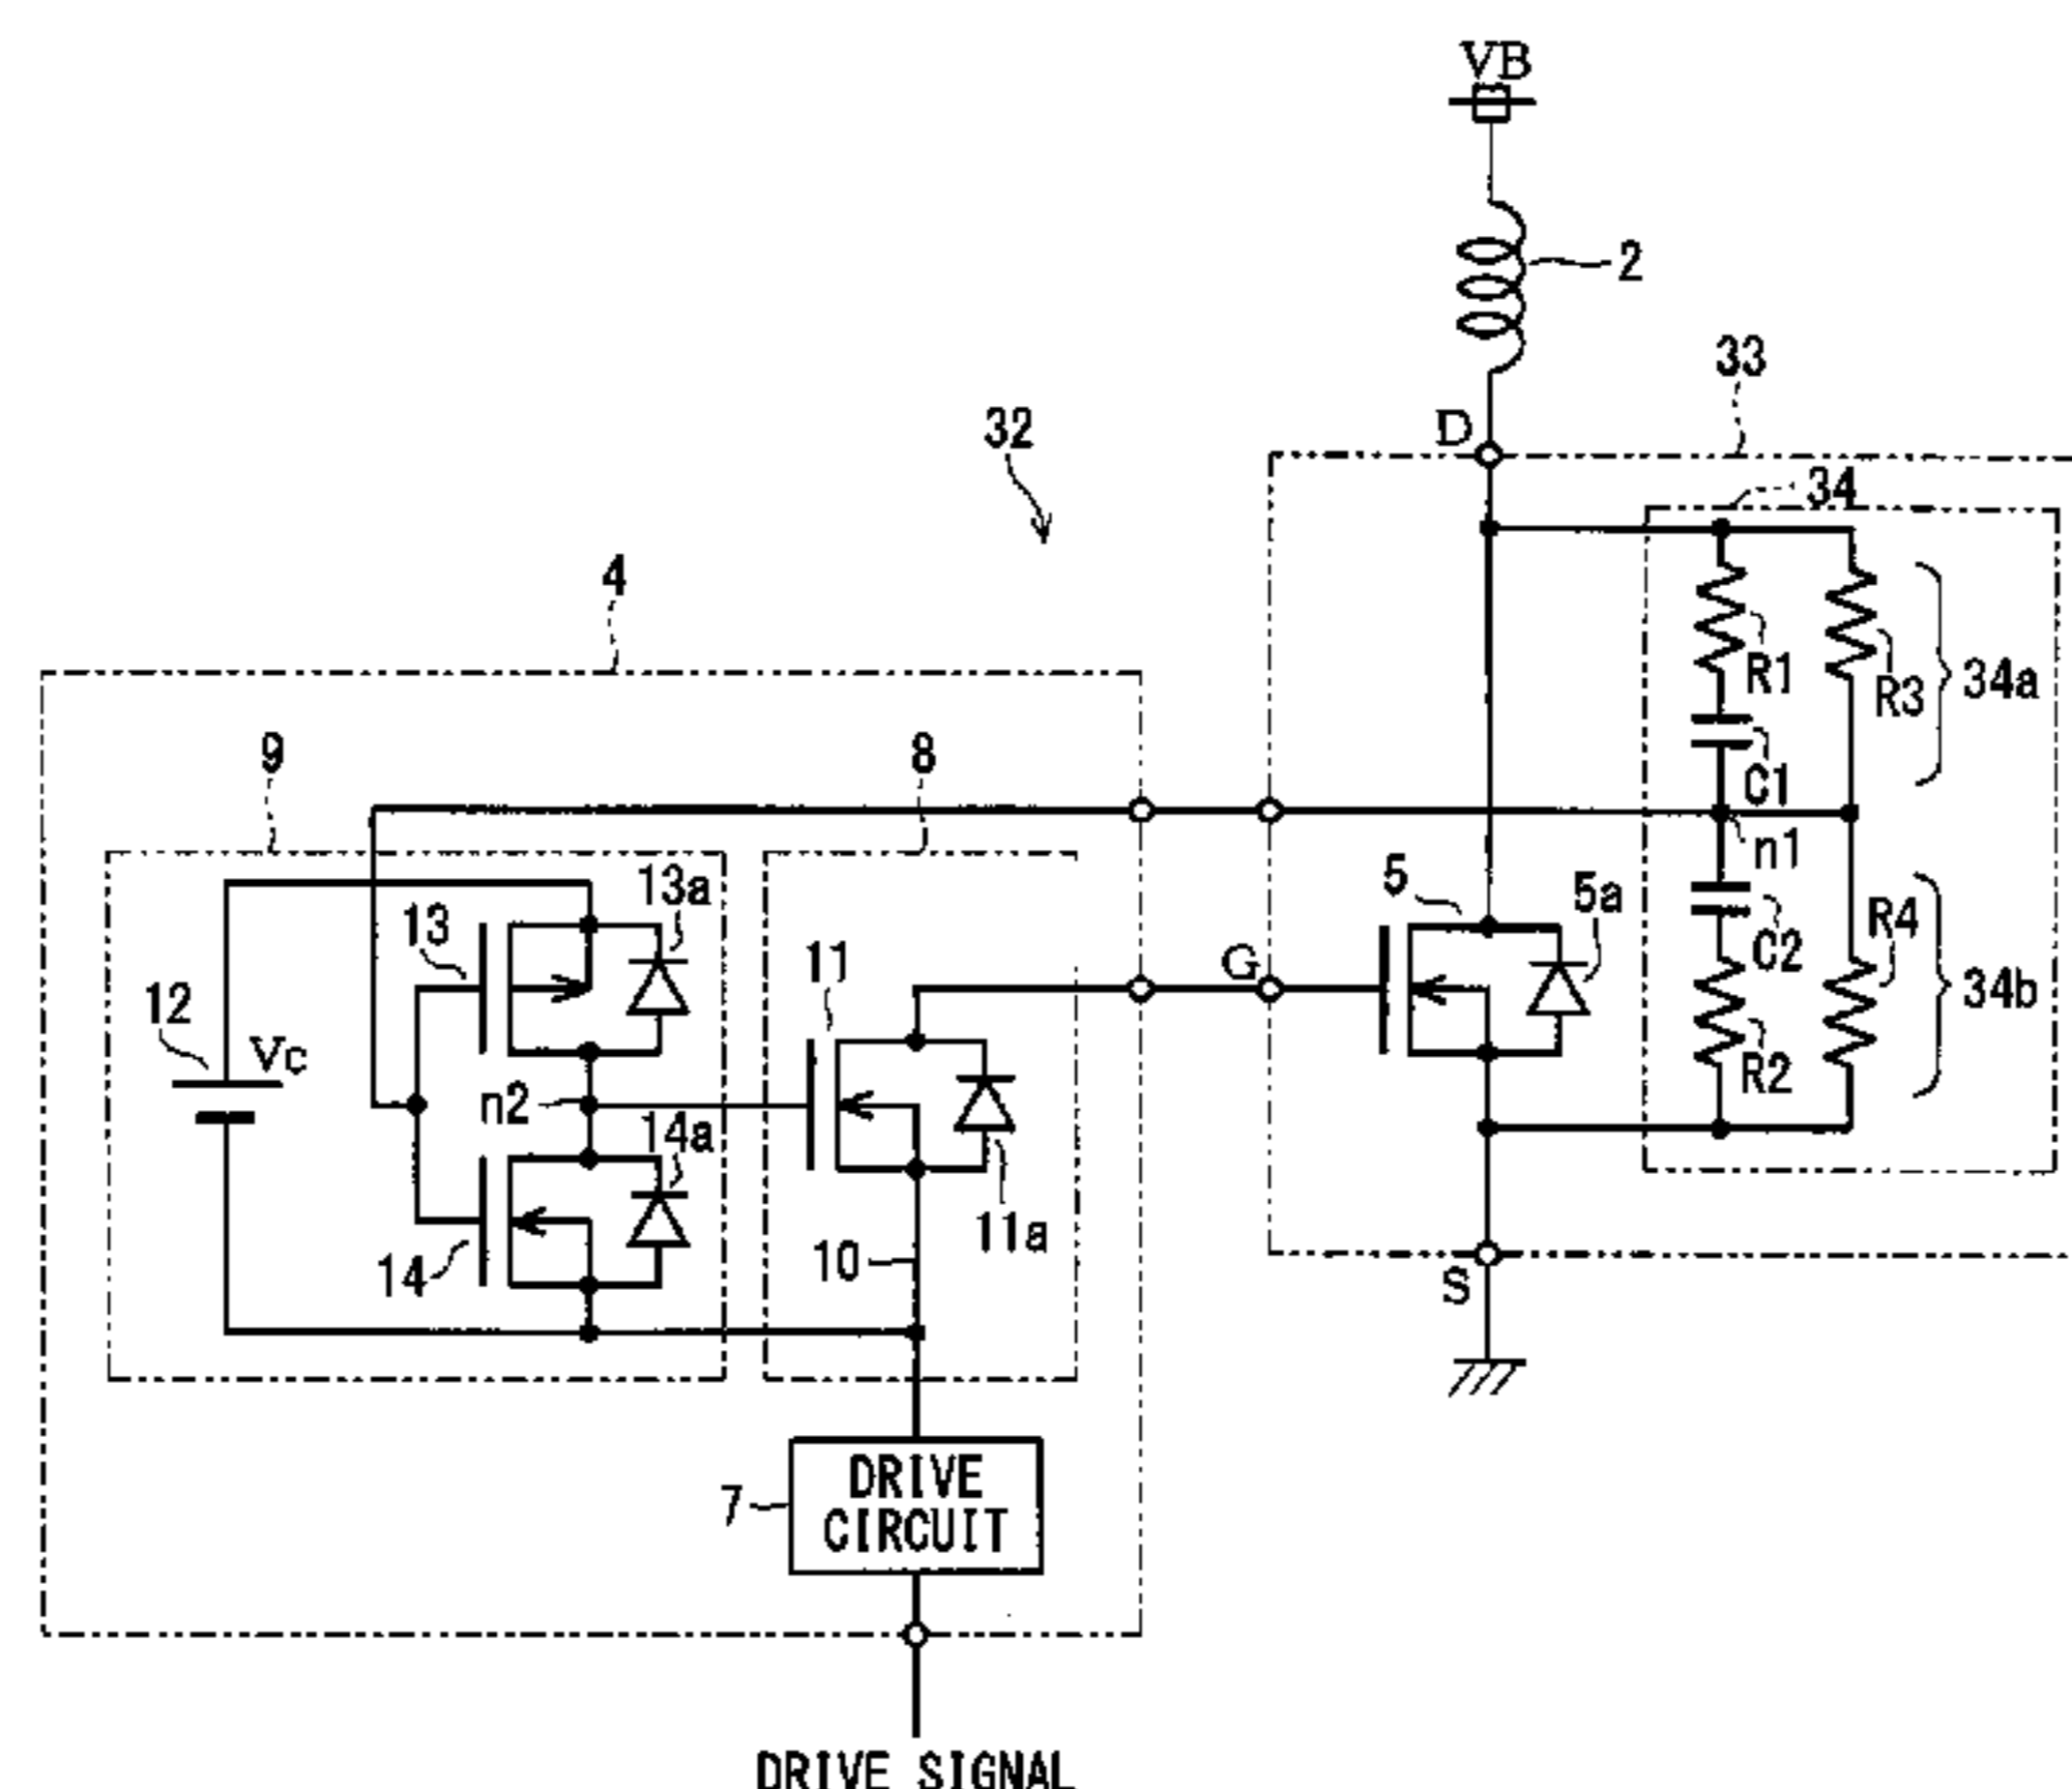 VB
2
33
D
32
34
4
R1
R3
34a
9
8
C1
n1
13a
5
5a
13
R4
11
G
C2
34b
12
Vc
n2
R2
14a
11a
10
14
S
DRIVE
CIRCUIT
7
DRIVE SIGNAL